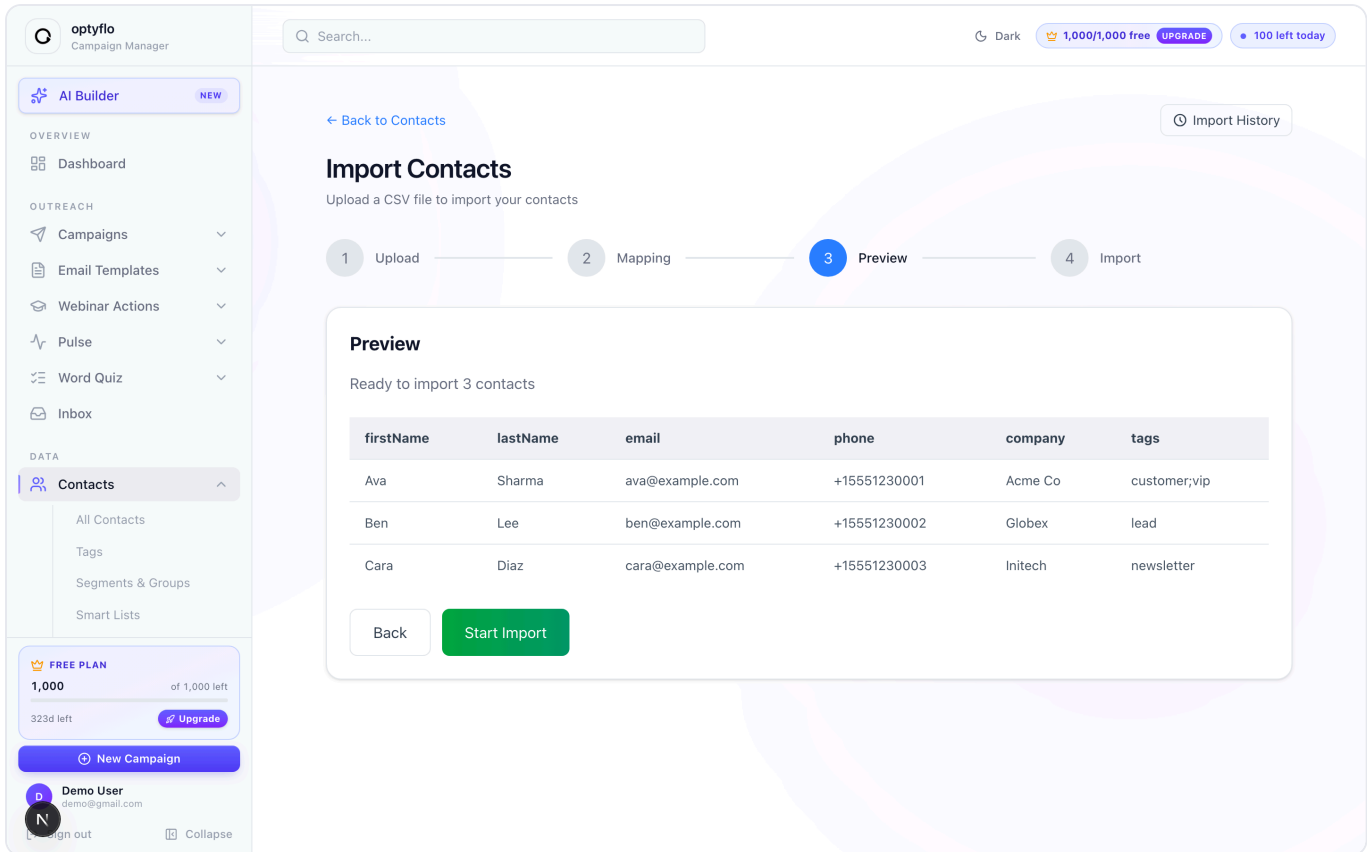 optyflo
Campaign Manager
Search...
Dark
1,000/1,000 free UPGRADE
100 left today
AI Builder NEW
OVERVIEW
Dashboard
OUTREACH
Campaigns
Email Templates
Webinar Actions
Pulse
Word Quiz
Inbox
DATA
Contacts
All Contacts
Tags
Segments & Groups
Smart Lists
FREE PLAN
1,000 of 1,000 left
323d left Upgrade
New Campaign
D
Demo User
demo@gmail.com
N
out
Collapse
← Back to Contacts
Import History
Import Contacts
Upload a CSV file to import your contacts
1 Upload 2 Mapping 3 Preview 4 Import
Preview
Ready to import 3 contacts
firstName lastName email phone company tags
Ava Sharma ava@example.com +15551230001 Acme Co customer;vip
Ben Lee ben@example.com +15551230002 Globex lead
Cara Diaz cara@example.com +15551230003 Initech newsletter
Back Start Import